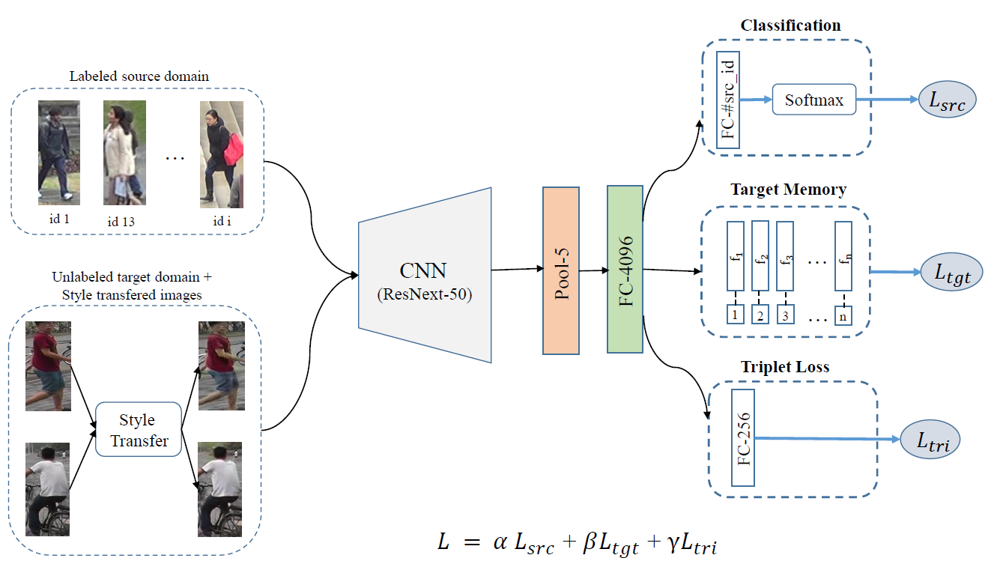 Labeled source domain
id 1
id 13
...
id i
Unlabeled target domain +
Style transfered images
Style
Transfer
CNN
(ResNext-50)
Pool-5
FC-4096
Classification
FC-#src_id
Softmax
L_src
Target Memory
f_1
f_2
f_3
...
f_n
1
2
3
...
n
L_tgt
Triplet Loss
FC-256
L_tri
L = α L_src + βL_tgt + γL_tri